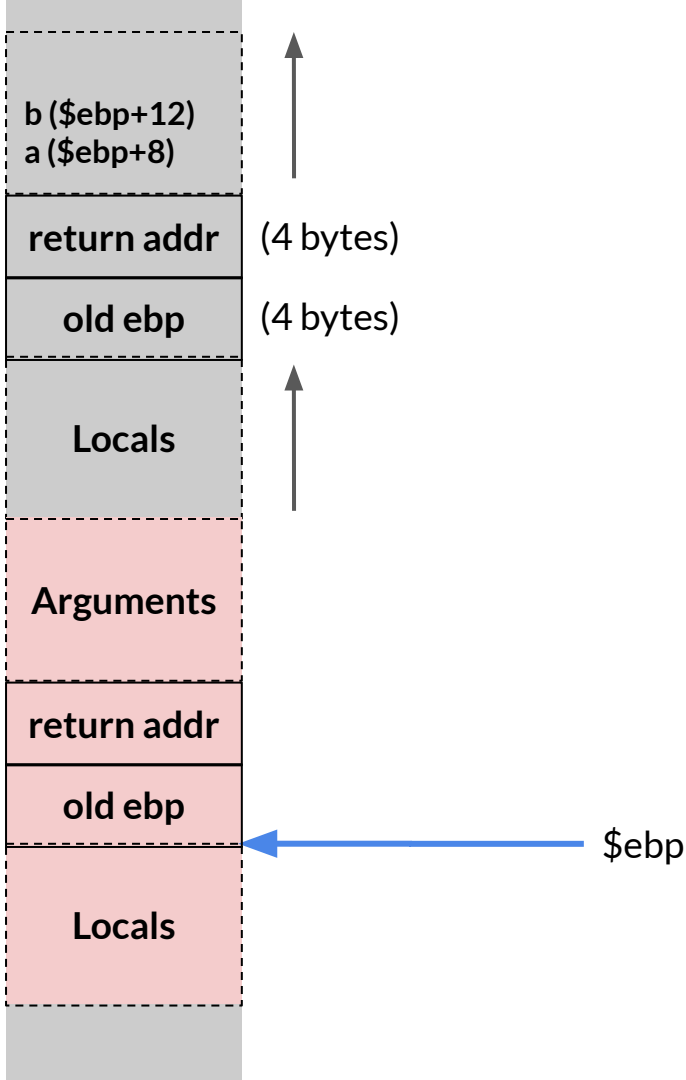 b ($ebp+12)
a ($ebp+8)
return addr (4 bytes)
old ebp (4 bytes)
Locals
Arguments
return addr
old ebp
$ebp
Locals